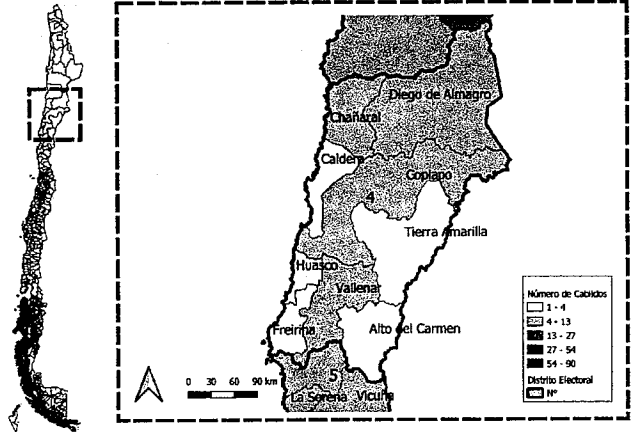 Diego de Almagro
Chañaral
Caldera
Copiapo
4
Tierra Amarilla
Huasco
Vallenar
Freirina
Alto del Carmen
5
La Serena
Vicuña
0 30 60 90 km
Número de Cabildos
1 - 4
4 - 13
13 - 27
27 - 54
54 - 90
Distrito Electoral
N°